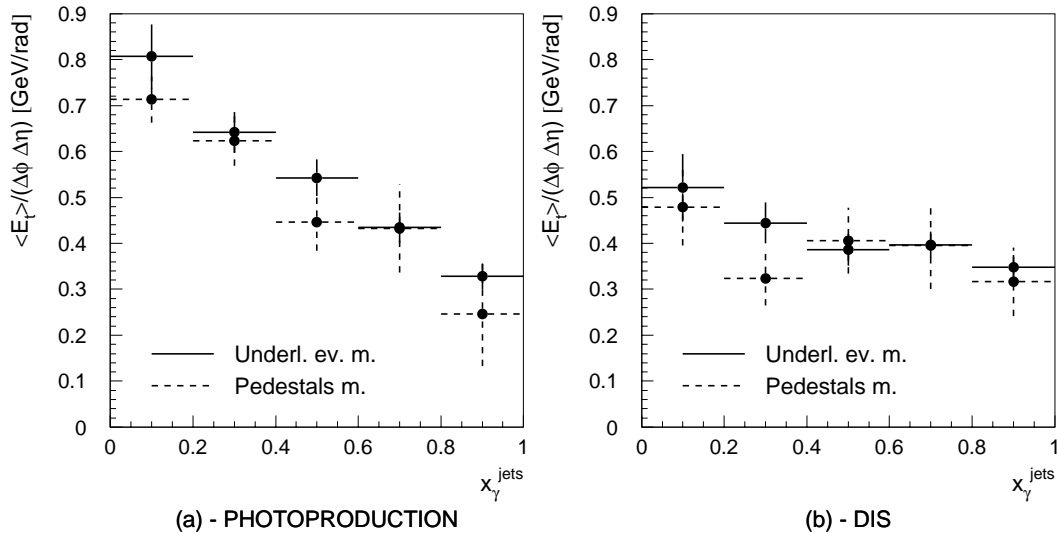 <E_t>/(Δϕ Δη) [GeV/rad]
0.9
0.8
0.7
0.6
0.5
0.4
0.3
0.2
0.1
0
Underl. ev. m.
Pedestals m.
0 0.2 0.4 0.6 0.8 1
x_γ^jets
(a) - PHOTOPRODUCTION
<E_t>/(Δϕ Δη) [GeV/rad]
0.9
0.8
0.7
0.6
0.5
0.4
0.3
0.2
0.1
0
Underl. ev. m.
Pedestals m.
0 0.2 0.4 0.6 0.8 1
x_γ^jets
(b) - DIS